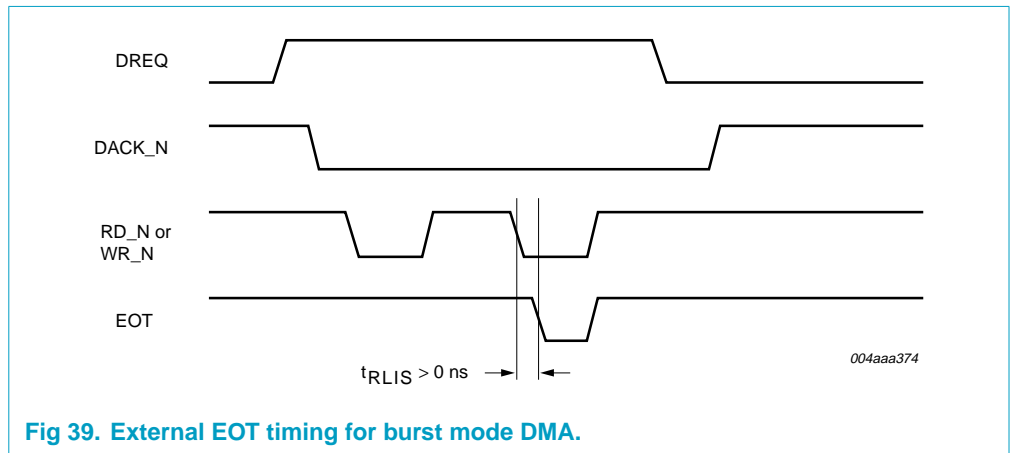 DREQ
DACK_N
RD_N or
WR_N
EOT
004aaa374
tRLIS > 0 ns
Fig 39. External EOT timing for burst mode DMA.